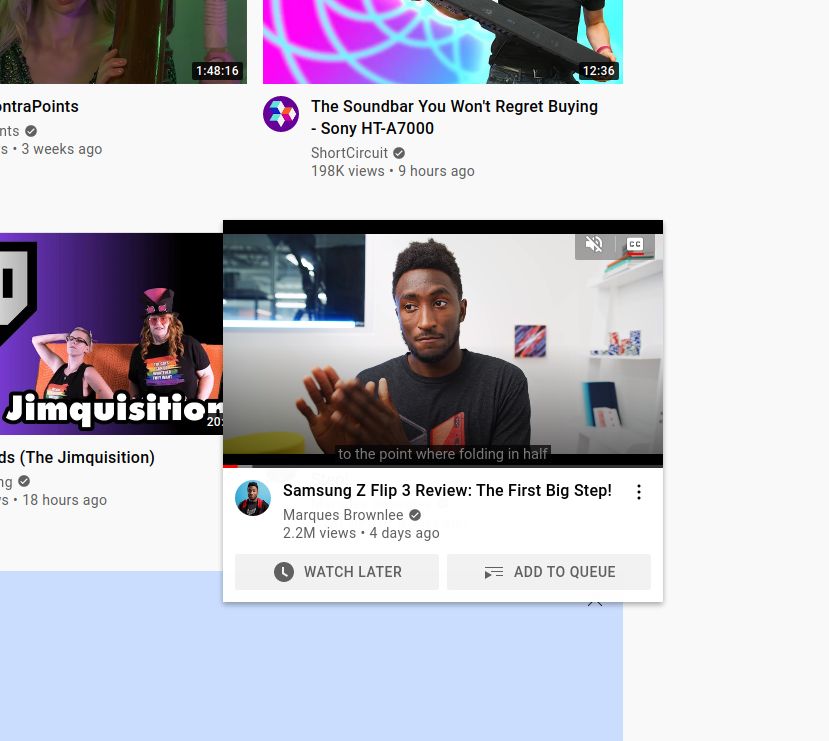 1:48:16
12:36
ontraPoints
nts
s • 3 weeks ago
The Soundbar You Won't Regret Buying
- Sony HT-A7000
ShortCircuit
198K views • 9 hours ago
CC
Jimquisition
20:
to the point where folding in half
ds (The Jimquisition)
ng
s • 18 hours ago
Samsung Z Flip 3 Review: The First Big Step!
Marques Brownlee
2.2M views • 4 days ago
WATCH LATER
ADD TO QUEUE